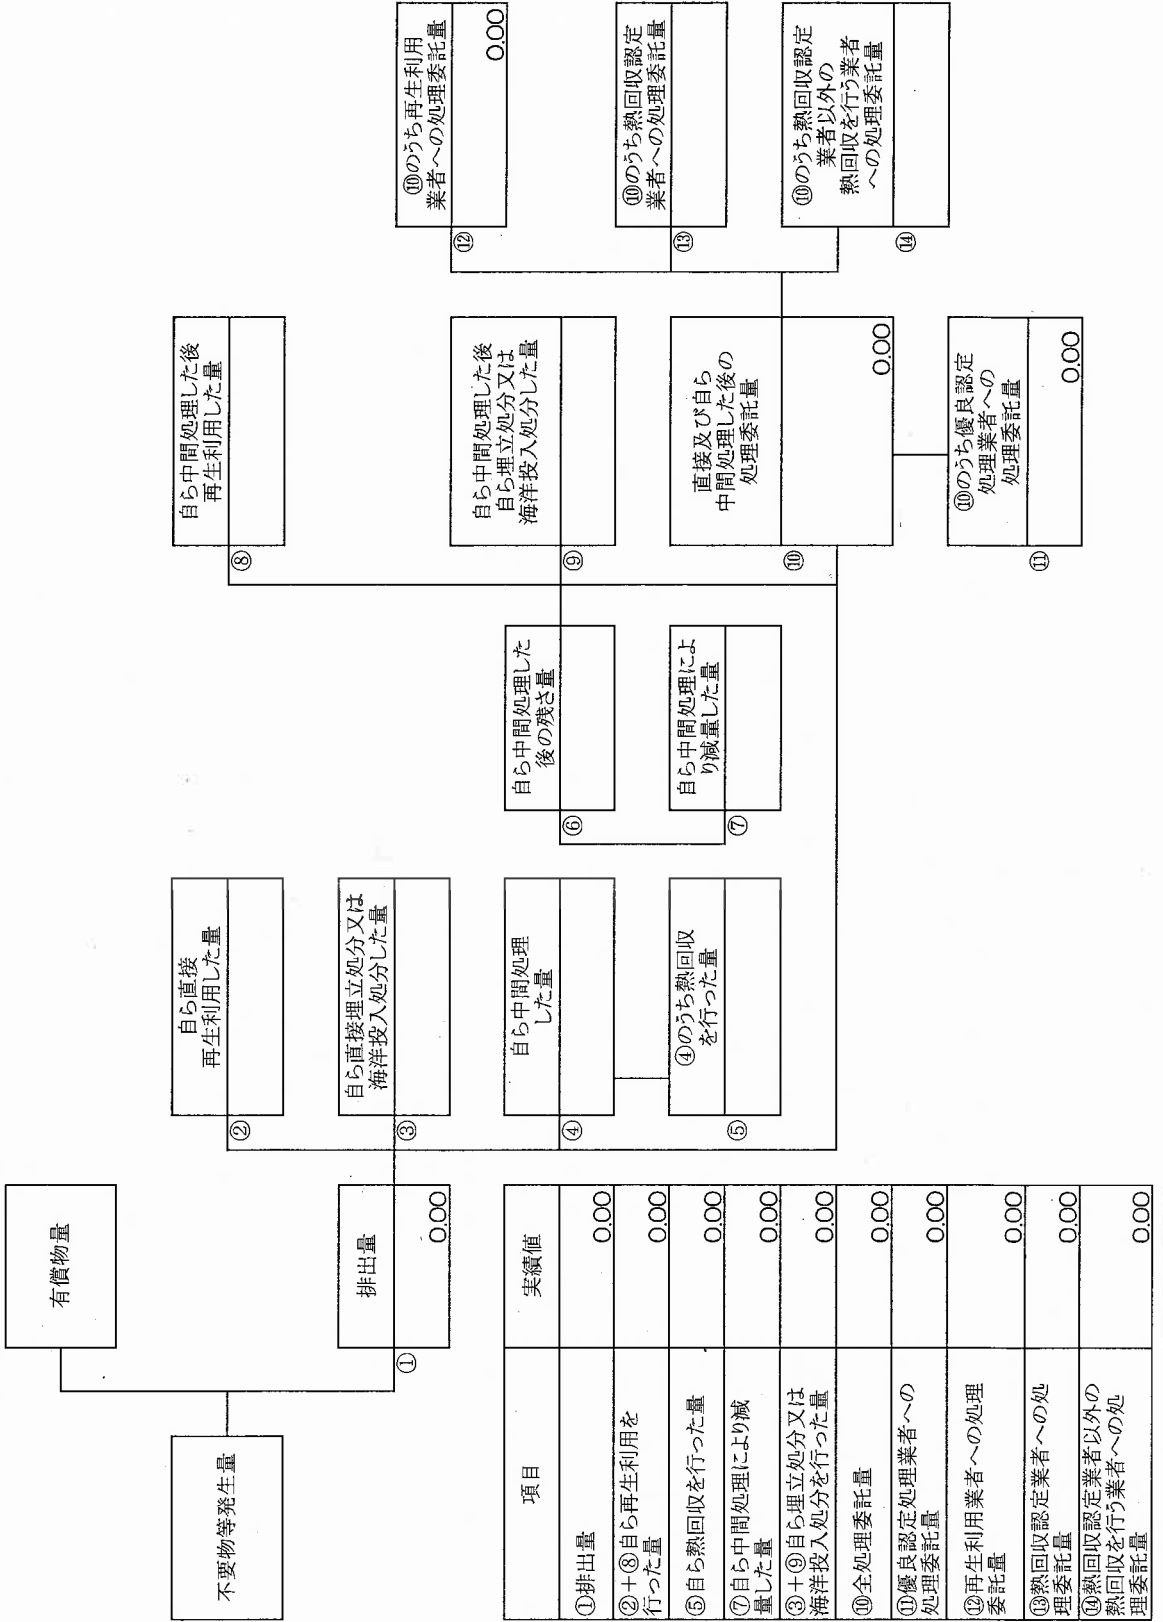 不要物等発生量
有償物量
排出量
①
0.00
自ら直接
再生利用した量
②
自ら直接埋立処分又は
海洋投入処分した量
③
自ら中間処理
した量
④
④のうち熱回収
を行った量
⑤
自ら中間処理した
後の残さ量
⑥
自ら中間処理によ
り減量した量
⑦
自ら中間処理した後
再生利用した量
⑧
自ら中間処理した後
自ら埋立処分又は
海洋投入処分した量
⑨
直接及び自ら
中間処理した後の
処理委託量
⑩
0.00
⑩のうち優良認定
処理業者への
処理委託量
⑪
0.00
⑩のうち再生利用
業者への処理委託量
⑫
0.00
⑩のうち熱回収認定
業者への処理委託量
⑬
⑩のうち熱回収認定
業者以外の
熱回収を行う業者
への処理委託量
⑭
項目 実績値
①排出量 0.00
②+⑧自ら再生利用を
行った量 0.00
⑤自ら熱回収を行った量 0.00
⑦自ら中間処理により減
量した量 0.00
③+⑨自ら埋立処分又は
海洋投入処分を行った量 0.00
⑩全処理委託量 0.00
⑪優良認定処理業者への
処理委託量 0.00
⑫再生利用業者への処理
委託量 0.00
⑬熱回収認定業者への処
理委託量 0.00
⑭熱回収認定業者以外の
熱回収を行う業者への処
理委託量 0.00